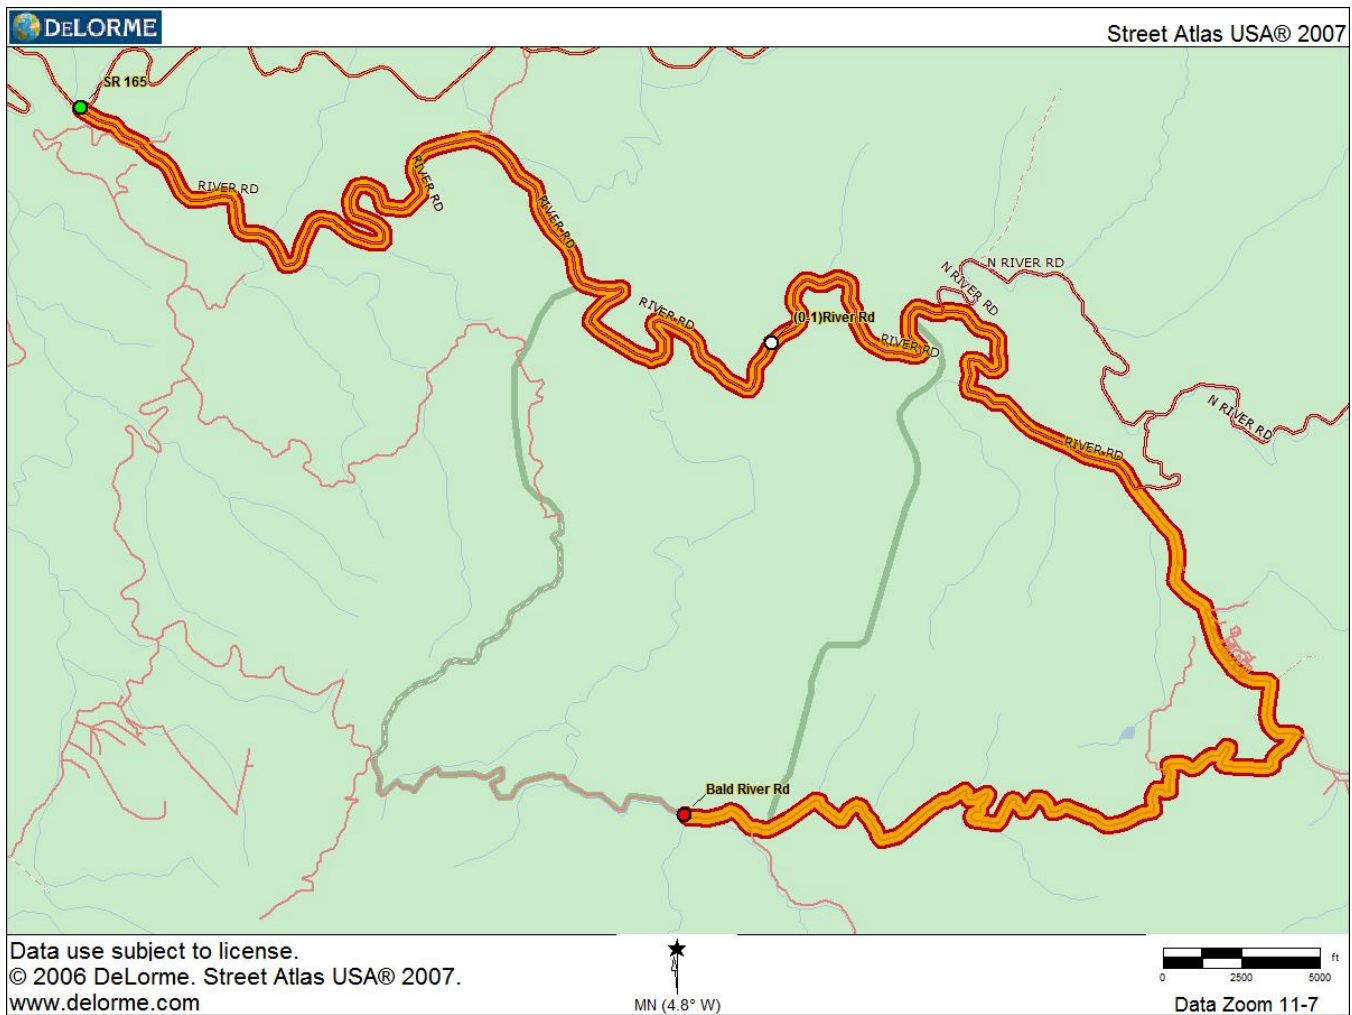 DELORME
Street Atlas USA® 2007
SR 165
RIVER RD
RIVER RD
RIVER RD
RIVER RD
(0.1)River Rd
RIVER RD
N RIVER RD
N RIVER RD
N RIVER RD
RIVER RD
Bald River Rd
Data use subject to license.
© 2006 DeLorme. Street Atlas USA® 2007.
www.delorme.com
MN (4.8° W)
ft
0 2500 5000
Data Zoom 11-7